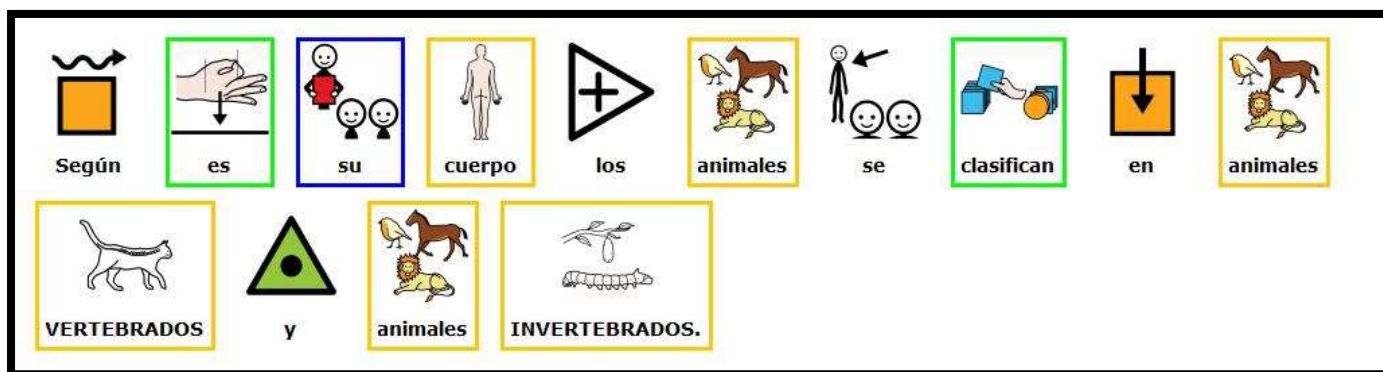 Según es su cuerpo los animales se clasifican en animales
VERTEBRADOS y animales INVERTEBRADOS.